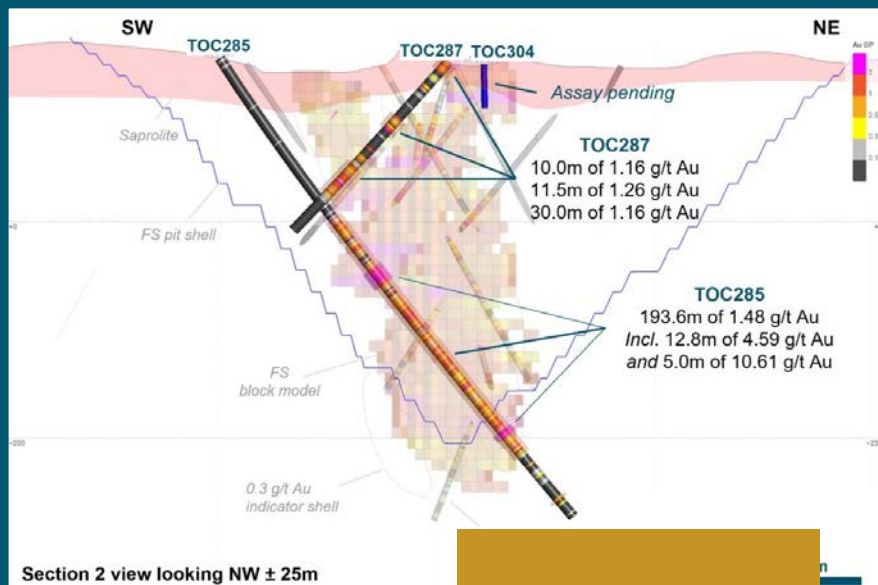 SW
NE
TOC285
TOC287
TOC304
Au GP
Assay pending
Saprolite
TOC287
10.0m of 1.16 g/t Au
11.5m of 1.26 g/t Au
30.0m of 1.16 g/t Au
FS pit shell
TOC285
193.6m of 1.48 g/t Au
Incl. 12.8m of 4.59 g/t Au
and 5.0m of 10.61 g/t Au
FS
block model
0.3 g/t Au
indicator shell
Section 2 view looking NW ± 25m